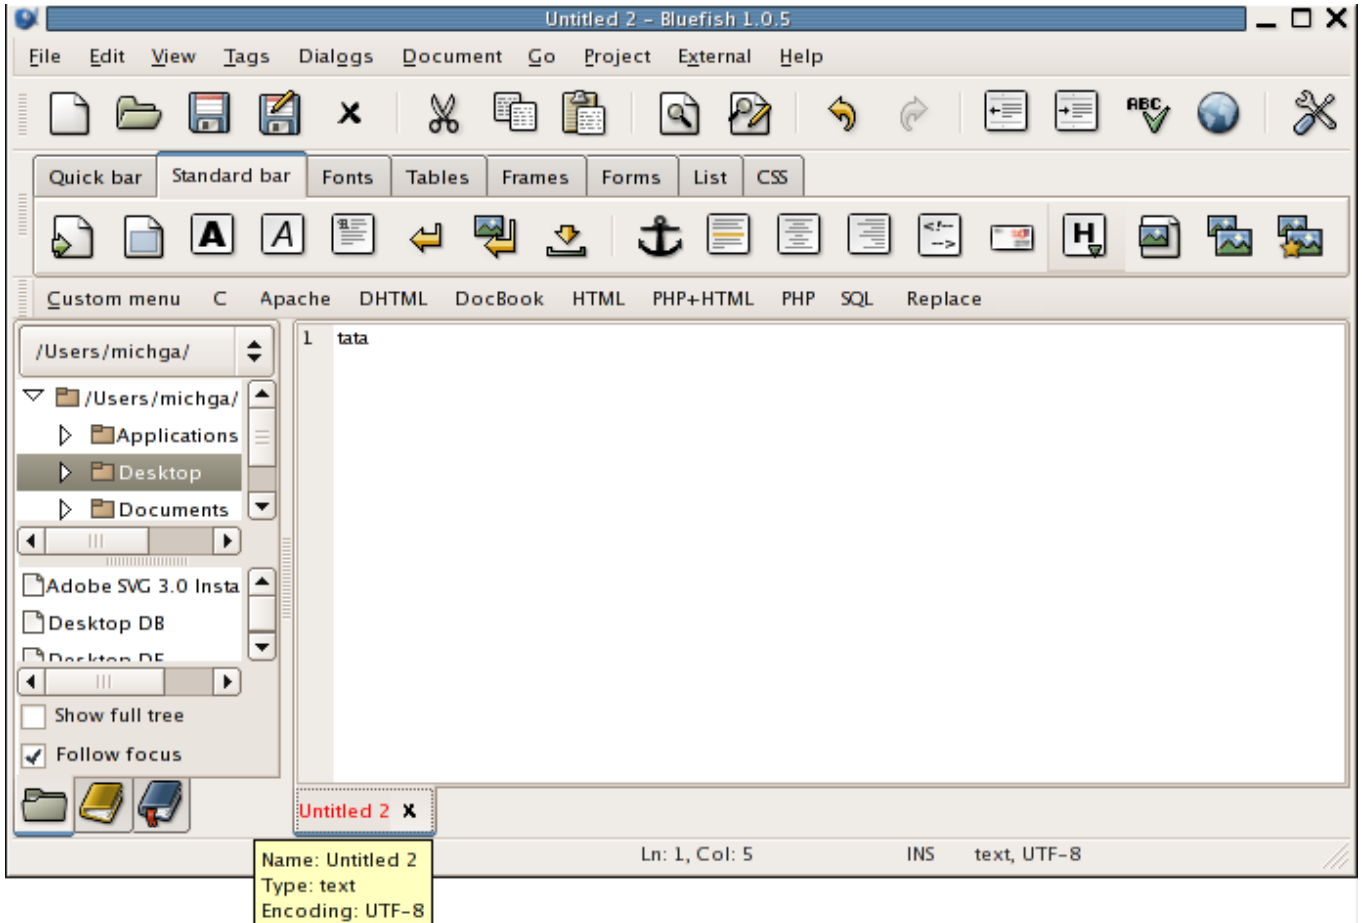 Untitled 2 – Bluefish 1.0.5
File Edit View Tags Dialogs Document Go Project External Help
ABC
Quick bar Standard bar Fonts Tables Frames Forms List CSS
A A H
<!-- -->
Custom menu C Apache DHTML DocBook HTML PHP+HTML PHP SQL Replace
/Users/michga/
1 tata
/Users/michga/
Applications
Desktop
Documents
Adobe SVG 3.0 Insta
Desktop DB
Desktop DF
Show full tree
Follow focus
Untitled 2
Ln: 1, Col: 5 INS text, UTF-8
Name: Untitled 2
Type: text
Encoding: UTF-8